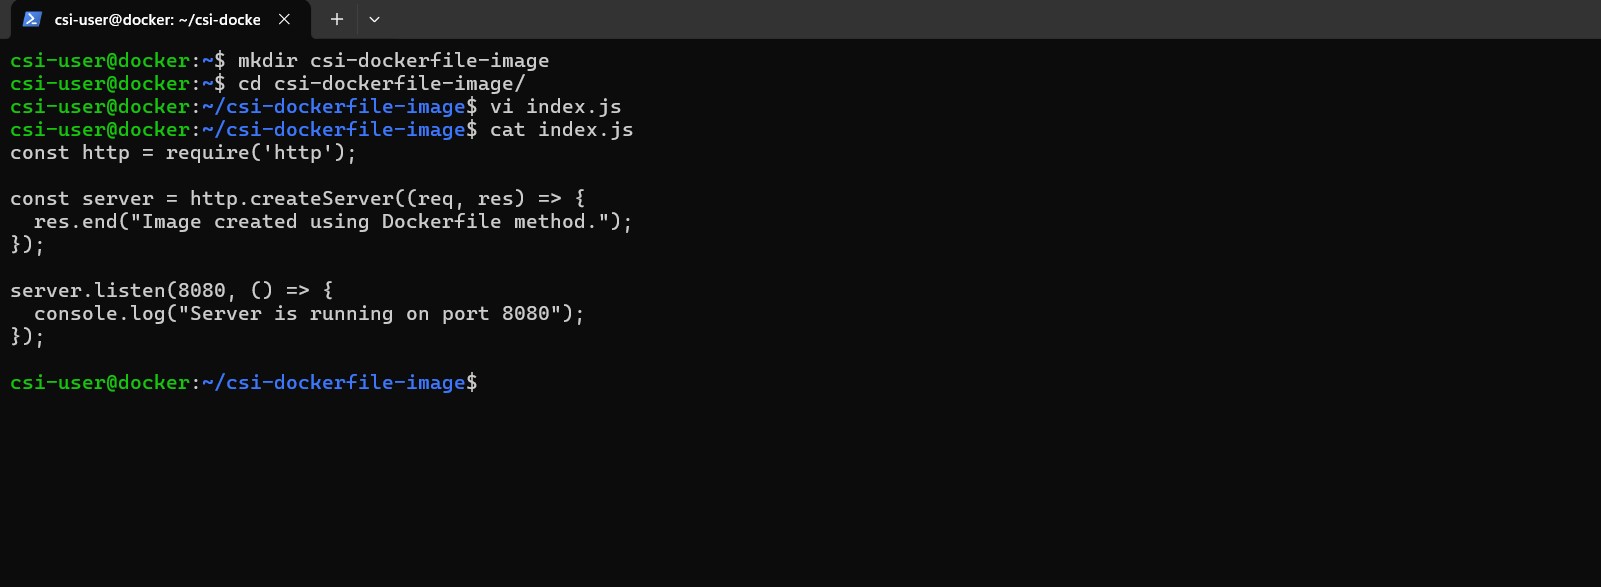 csi-user@docker: ~/csi-docke
csi-user@docker:~$ mkdir csi-dockerfile-image
csi-user@docker:~$ cd csi-dockerfile-image/
csi-user@docker:~/csi-dockerfile-image$ vi index.js
csi-user@docker:~/csi-dockerfile-image$ cat index.js
const http = require('http');

const server = http.createServer((req, res) => {
  res.end("Image created using Dockerfile method.");
});

server.listen(8080, () => {
  console.log("Server is running on port 8080");
});

csi-user@docker:~/csi-dockerfile-image$